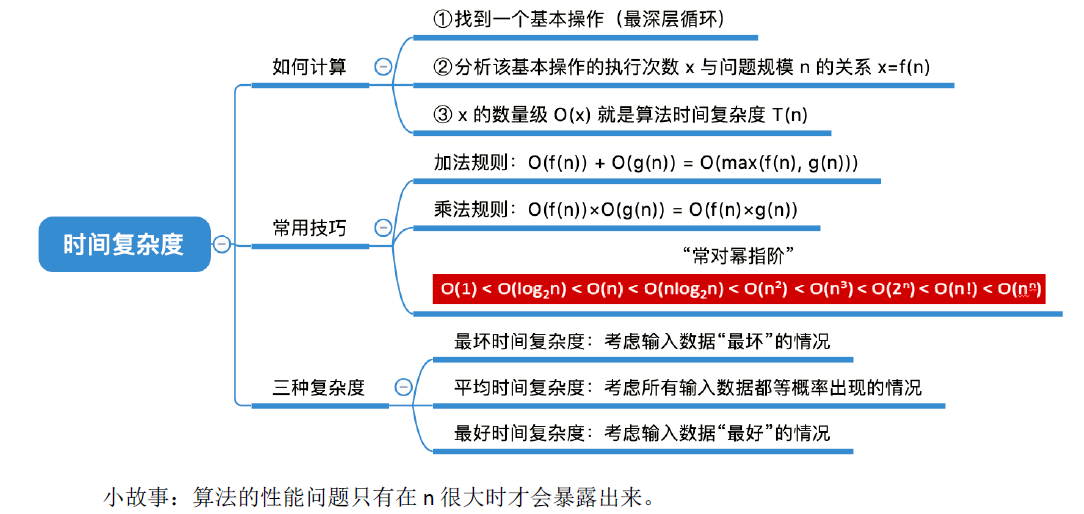 时间复杂度
如何计算
①找到一个基本操作（最深层循环）
②分析该基本操作的执行次数 x 与问题规模 n 的关系 x=f(n)
③ x 的数量级 O(x) 就是算法时间复杂度 T(n)
常用技巧
加法规则：O(f(n)) + O(g(n)) = O(max(f(n), g(n)))
乘法规则：O(f(n))×O(g(n)) = O(f(n)×g(n))
“常对幂指阶”
O(1) < O(log₂n) < O(n) < O(nlog₂n) < O(n²) < O(n³) < O(2ⁿ) < O(n!) < O(nⁿ)
三种复杂度
最坏时间复杂度：考虑输入数据“最坏”的情况
平均时间复杂度：考虑所有输入数据都等概率出现的情况
最好时间复杂度：考虑输入数据“最好”的情况
小故事：算法的性能问题只有在 n 很大时才会暴露出来。